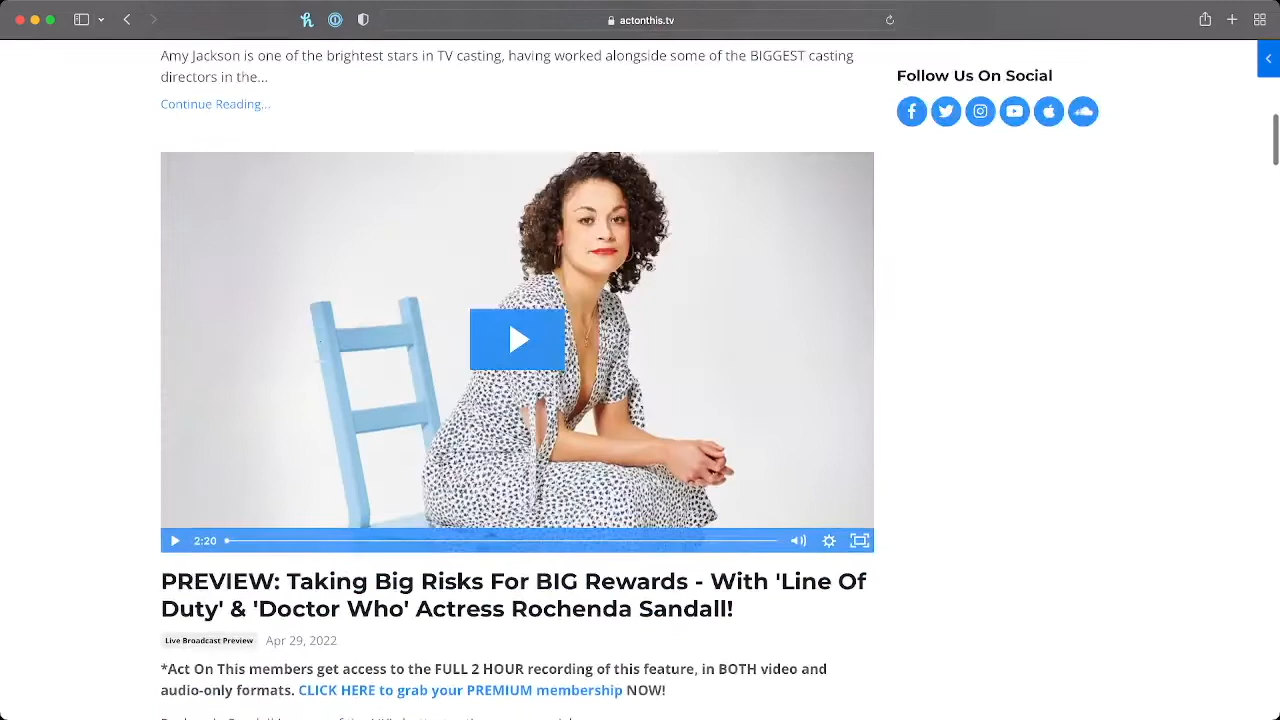 actonthis.tv
Amy Jackson is one of the brightest stars in TV casting, having worked alongside some of the BIGGEST casting
directors in the...
Continue Reading...
Follow Us On Social
2:20
PREVIEW: Taking Big Risks For BIG Rewards - With 'Line Of
Duty' & 'Doctor Who' Actress Rochenda Sandall!
Live Broadcast Preview Apr 29, 2022
*Act On This members get access to the FULL 2 HOUR recording of this feature, in BOTH video and
audio-only formats. CLICK HERE to grab your PREMIUM membership NOW!